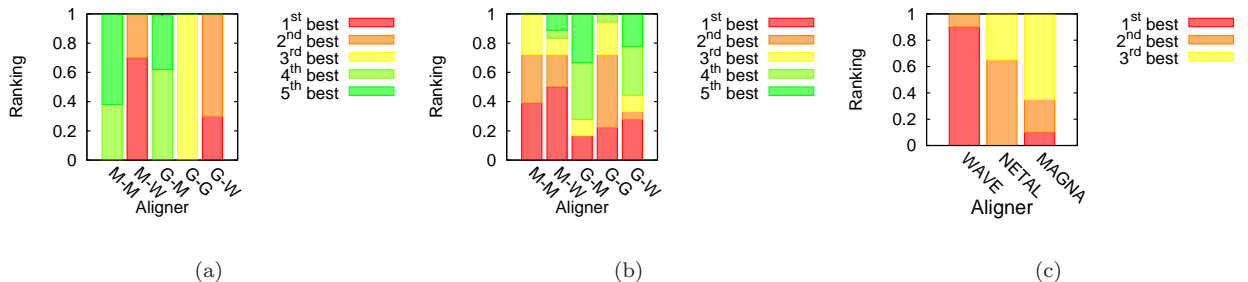 Ranking
1
0.8
0.6
0.4
0.2
0
M-M
M-W
G-M
G-G
G-W
Aligner
1st best
2nd best
3rd best
4th best
5th best
(a)
Ranking
1
0.8
0.6
0.4
0.2
0
M-M
M-W
G-M
G-G
G-W
Aligner
1st best
2nd best
3rd best
4th best
5th best
(b)
Ranking
1
0.8
0.6
0.4
0.2
0
WAVE
NETAL
MAGNA
Aligner
1st best
2nd best
3rd best
(c)